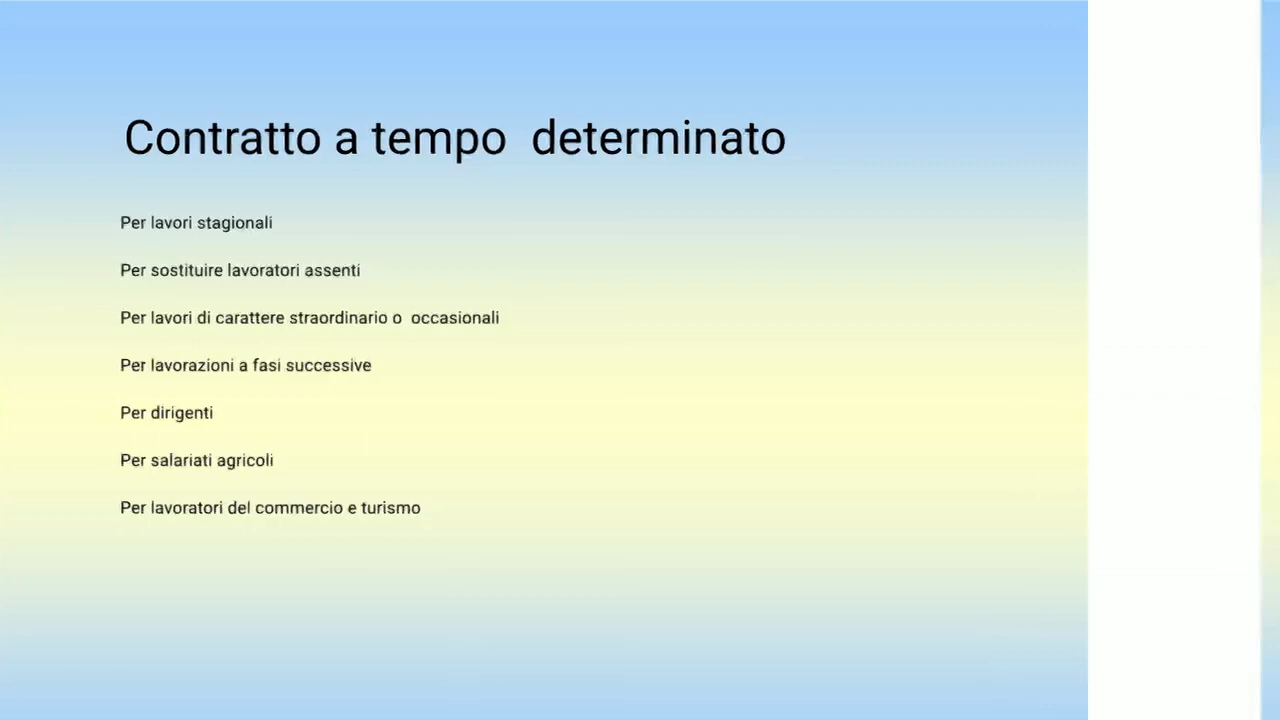 Contratto a tempo  determinato
Per lavori stagionali
Per sostituire lavoratori assenti
Per lavori di carattere straordinario o  occasionali
Per lavorazioni a fasi successive
Per dirigenti
Per salariati agricoli
Per lavoratori del commercio e turismo